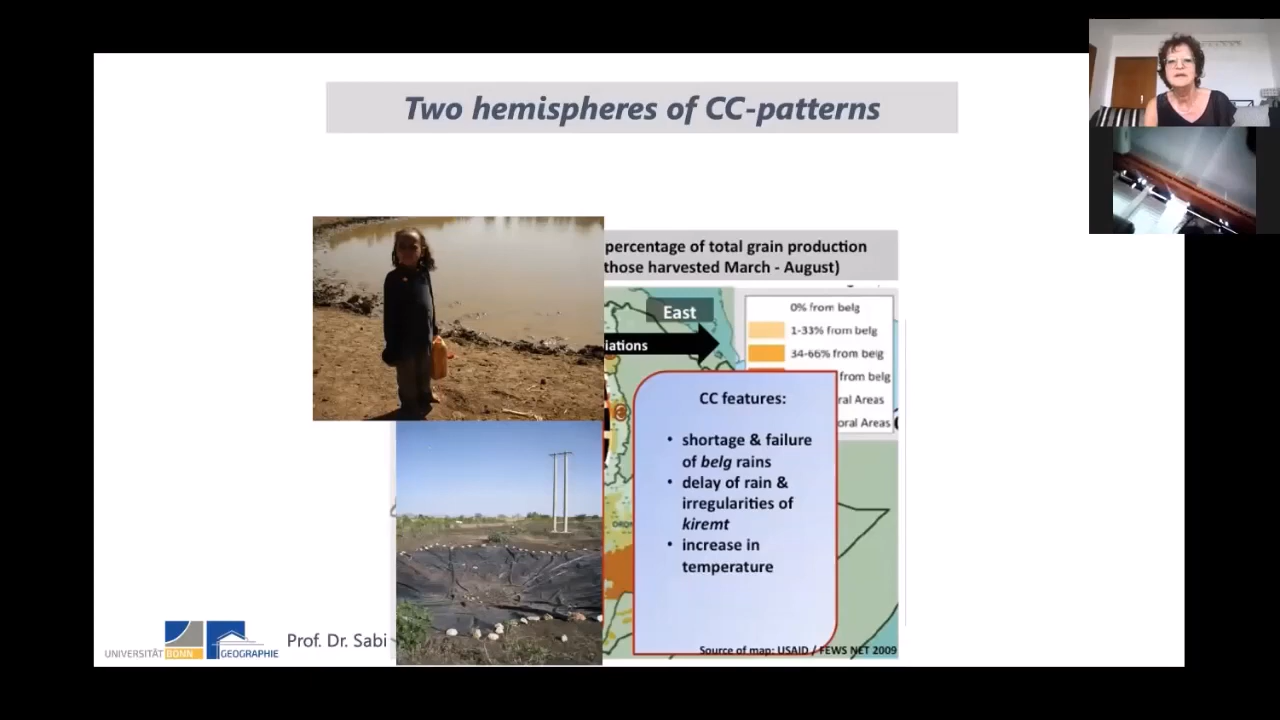 Two hemispheres of CC-patterns
percentage of total grain production
those harvested March - August)
East
iations
0% from belg
1-33% from belg
34-66% from belg
from belg
ral Areas
oral Areas
CC features:
• shortage & failure
of belg rains
• delay of rain &
irregularities of
kiremt
• increase in
temperature
ORO
Source of map: USAID / FEWS NET 2009
UNIVERSITÄT BONN
GEOGRAPHIE
Prof. Dr. Sabi